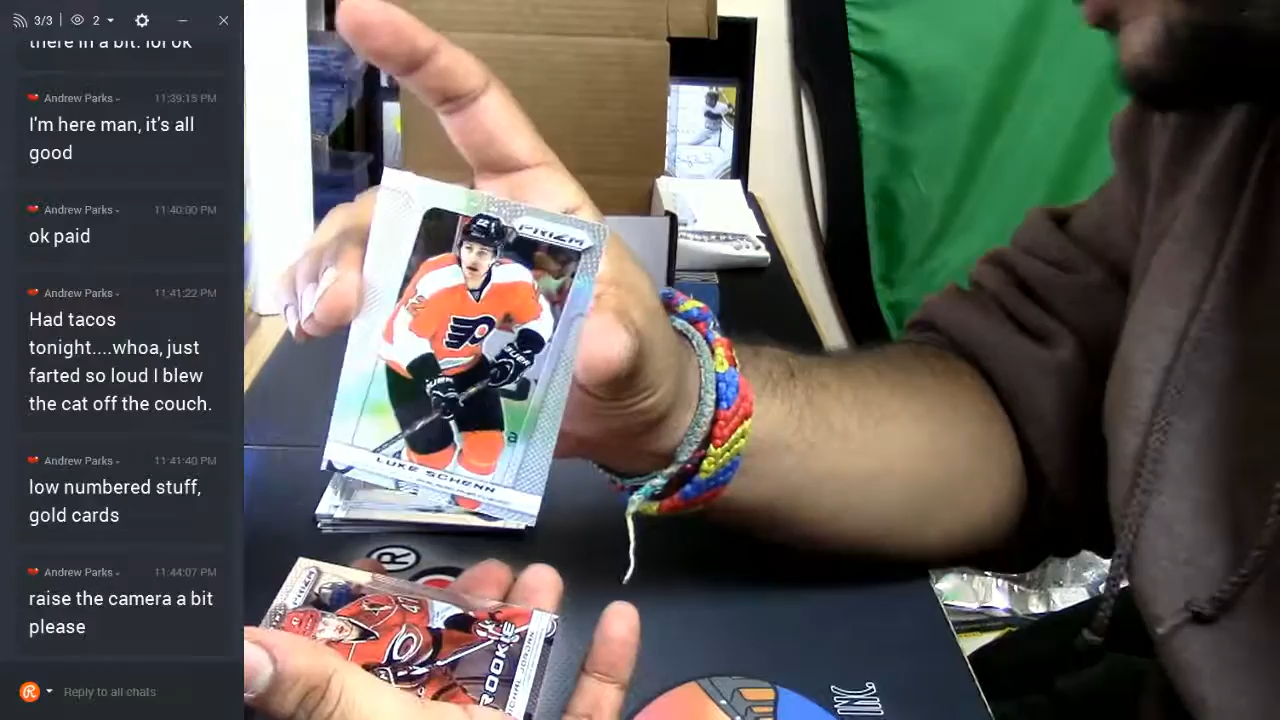 3/3
2
there in a bit. lol ok
Andrew Parks
11:39:15 PM
I'm here man, it's all
good
Andrew Parks
11:40:00 PM
ok paid
Andrew Parks
11:41:22 PM
Had tacos
tonight....whoa, just
farted so loud I blew
the cat off the couch.
Andrew Parks
11:41:40 PM
low numbered stuff,
gold cards
Andrew Parks
11:44:07 PM
raise the camera a bit
please
Reply to all chats
PRIZM
LUKE SCHENN
PRIZM
ROOKIE
R
INC